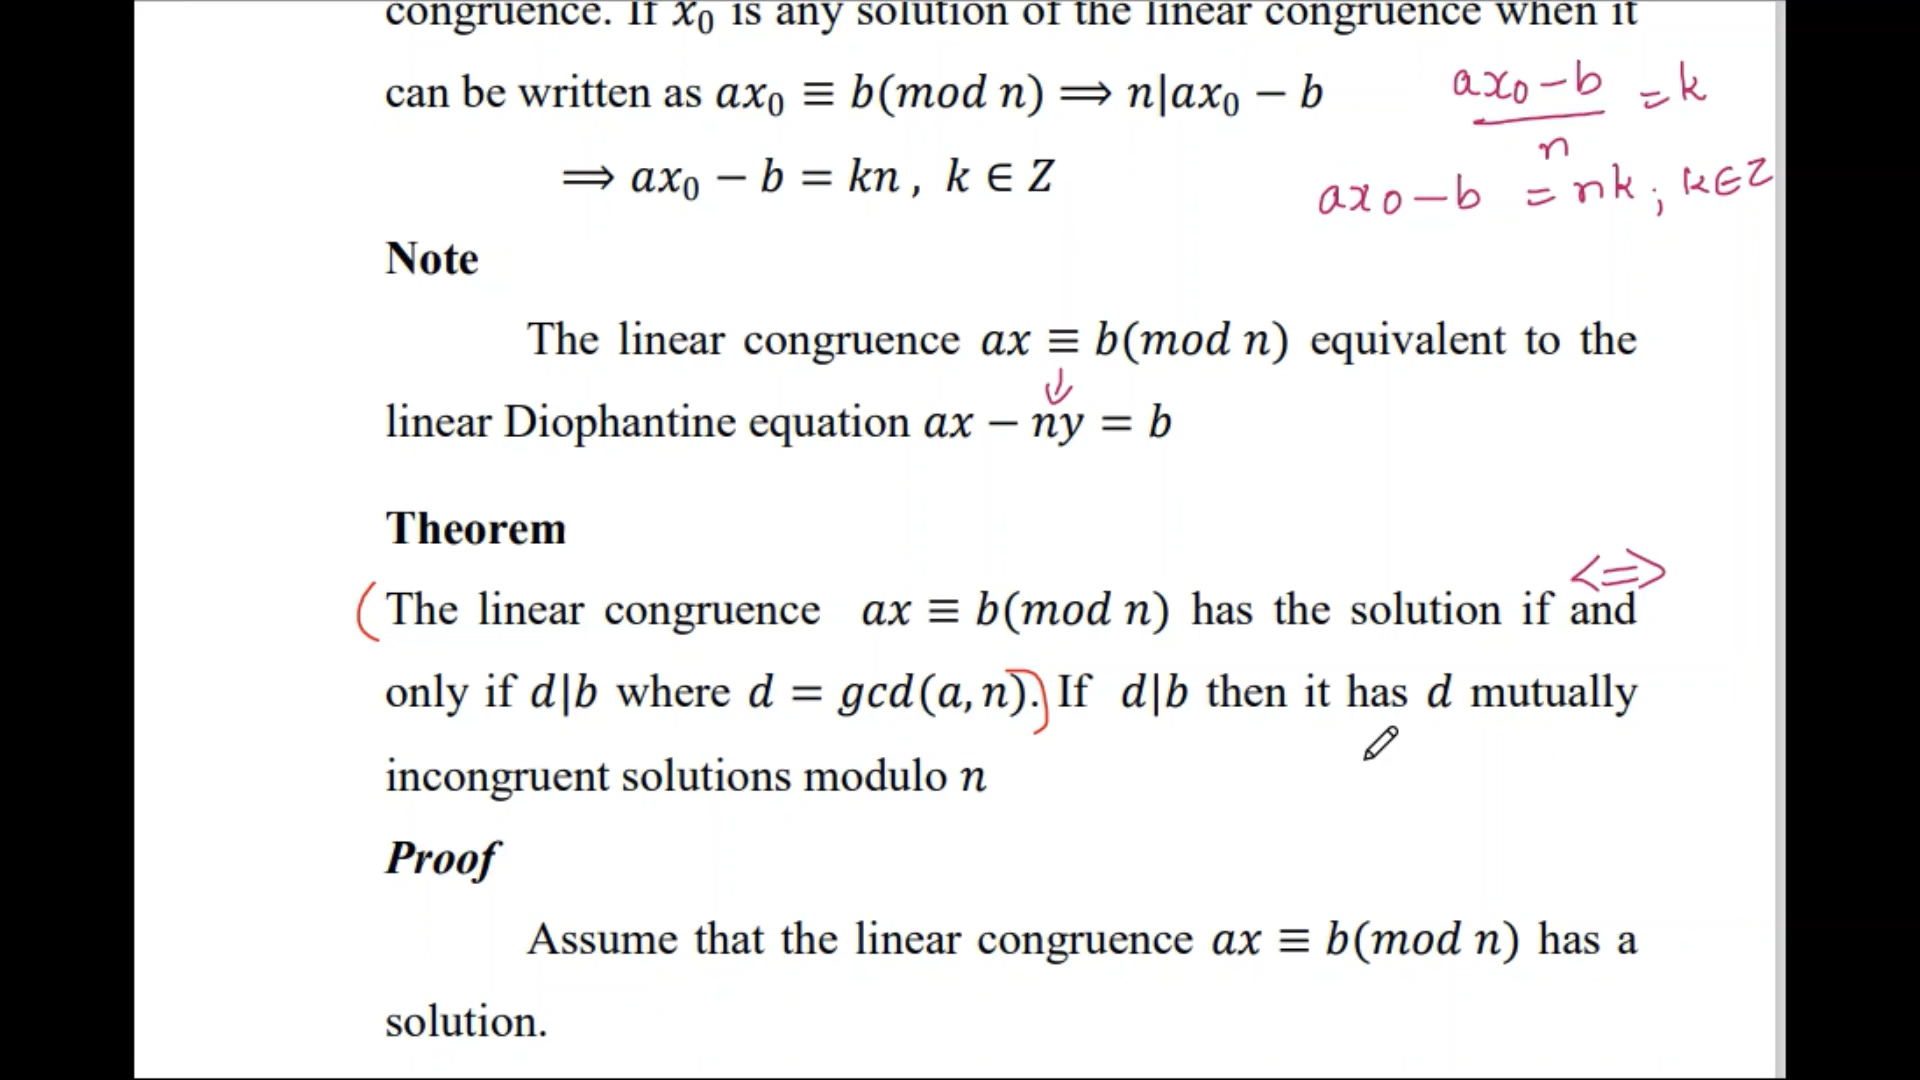 congruence. If x₀ is any solution of the linear congruence when it
can be written as ax₀ ≡ b(mod n) ⟹ n|ax₀ − b
ax₀ − b = k
n
⟹ ax₀ − b = kn , k ∈ Z
ax₀ − b = nk ; k∈Z
Note
The linear congruence ax ≡ b(mod n) equivalent to the
linear Diophantine equation ax − ny = b
Theorem
<=>
The linear congruence ax ≡ b(mod n) has the solution if and
only if d|b where d = gcd(a, n). If d|b then it has d mutually
incongruent solutions modulo n
Proof
Assume that the linear congruence ax ≡ b(mod n) has a
solution.